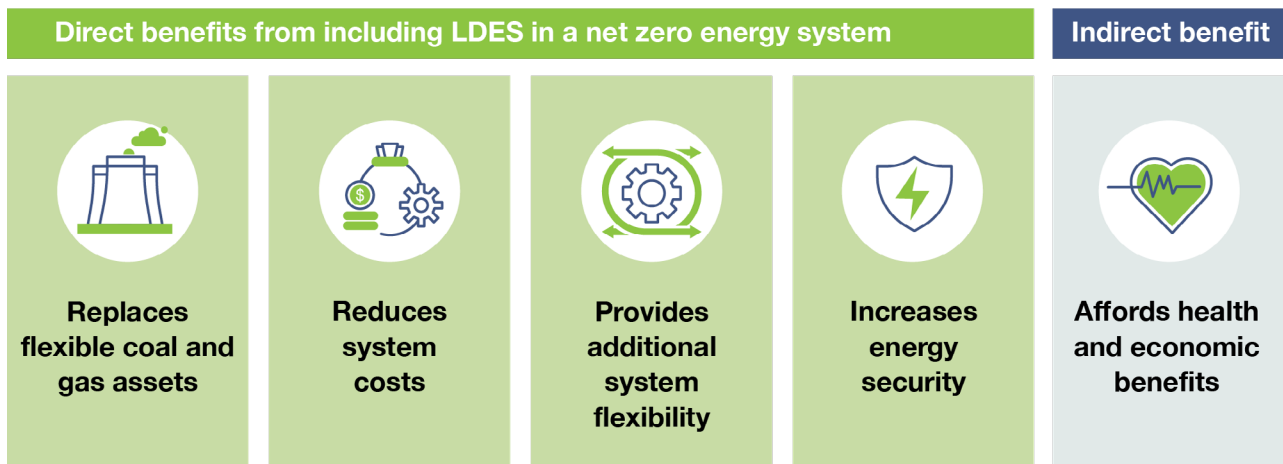 Direct benefits from including LDES in a net zero energy system
Indirect benefit
Replaces
flexible coal and
gas assets
$
Reduces
system
costs
Provides
additional
system
flexibility
Increases
energy
security
Affords health
and economic
benefits